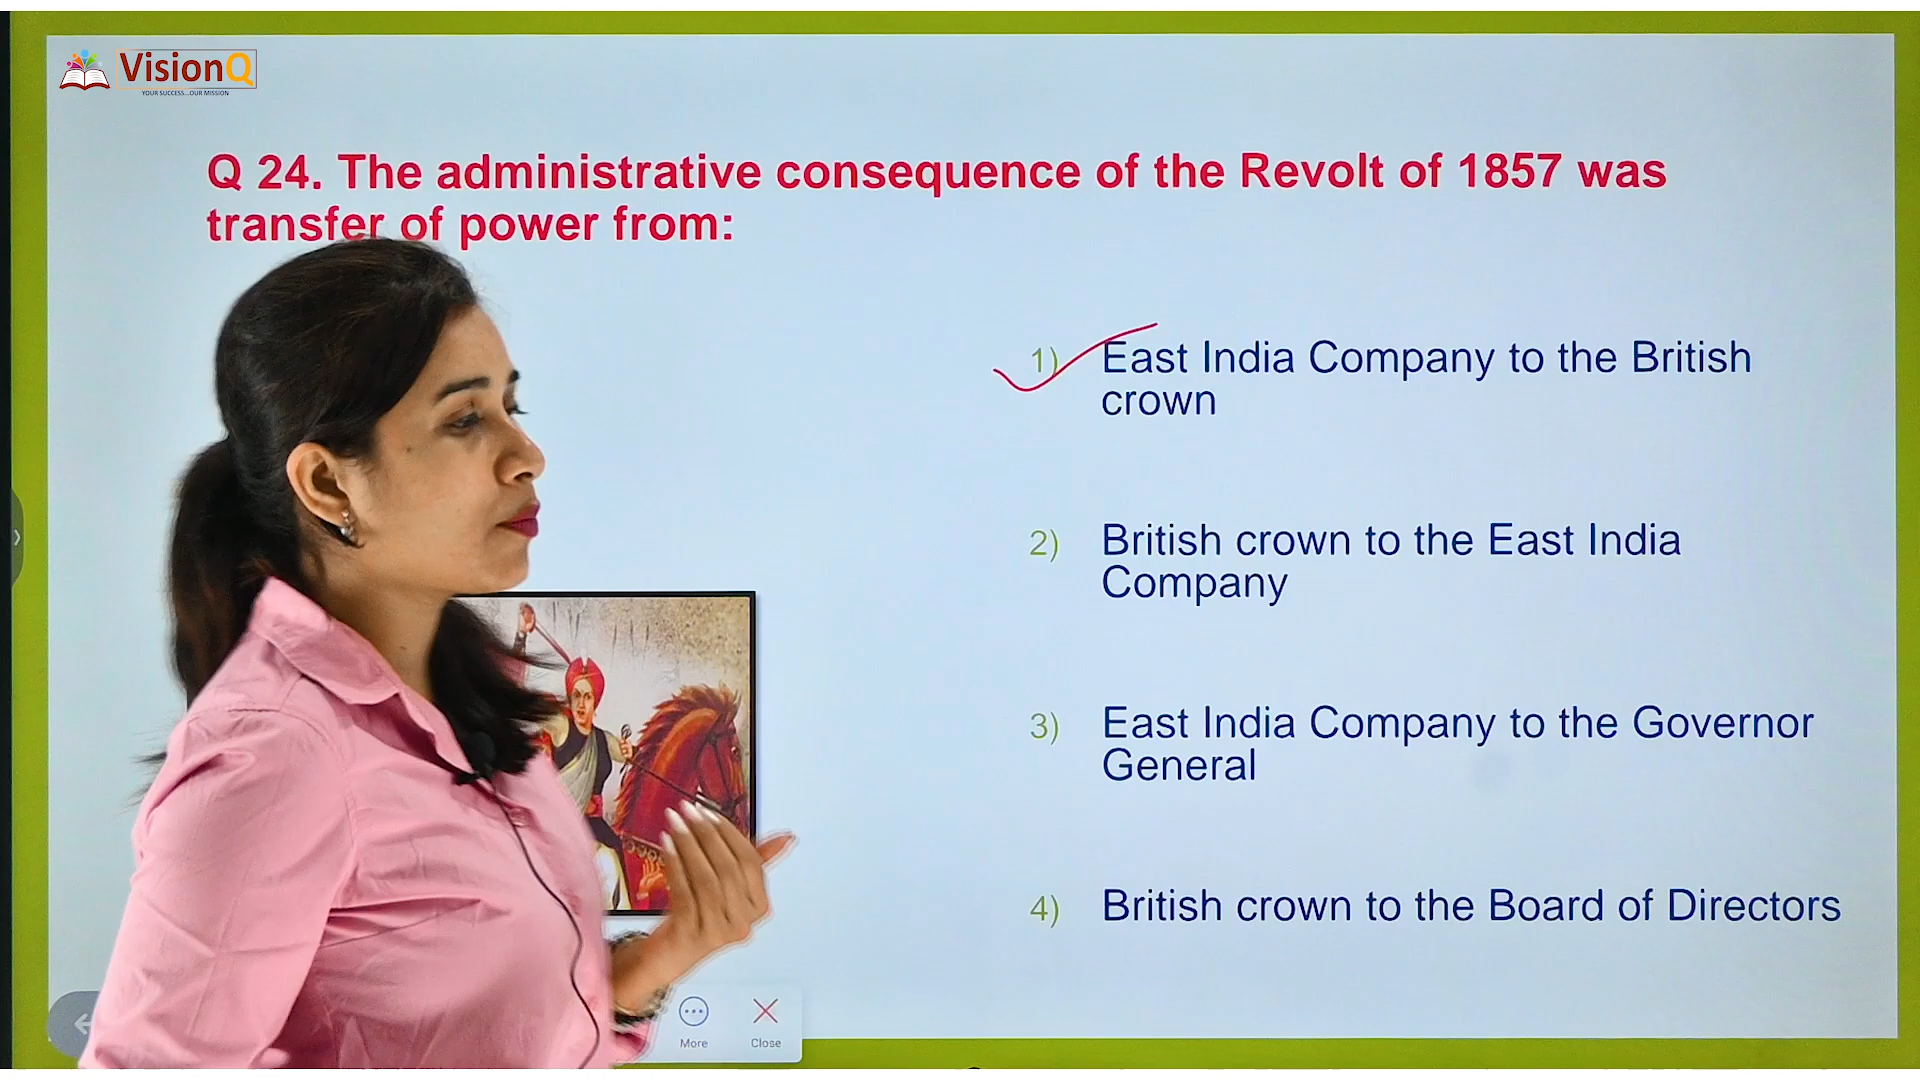 VisionQ
YOUR SUCCESS...OUR MISSION
Q 24. The administrative consequence of the Revolt of 1857 was
transfer of power from:
1) East India Company to the British
crown
2) British crown to the East India
Company
3) East India Company to the Governor
General
4) British crown to the Board of Directors
More
Close